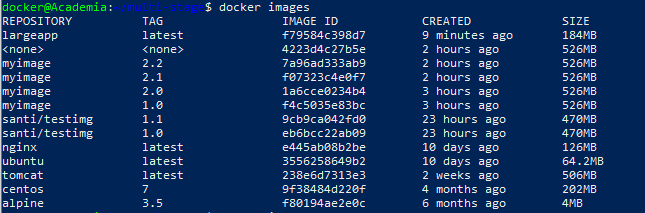 docker@Academia:~/multi-stage$ docker images
REPOSITORY TAG IMAGE ID CREATED SIZE
largeapp latest f79584c398d7 9 minutes ago 184MB
<none> <none> 4223d4c27b5e 2 hours ago 526MB
myimage 2.2 7a96ad333ab9 2 hours ago 526MB
myimage 2.1 f07323c4e0f7 2 hours ago 526MB
myimage 2.0 1a6cce0234b4 3 hours ago 526MB
myimage 1.0 f4c5035e83bc 3 hours ago 526MB
santi/testimg 1.1 9cb9ca042fd0 23 hours ago 470MB
santi/testimg 1.0 eb6bcc22ab09 23 hours ago 470MB
nginx latest e445ab08b2be 10 days ago 126MB
ubuntu latest 3556258649b2 10 days ago 64.2MB
tomcat latest 238e6d7313e3 2 weeks ago 506MB
centos 7 9f38484d220f 4 months ago 202MB
alpine 3.5 f80194ae2e0c 6 months ago 4MB